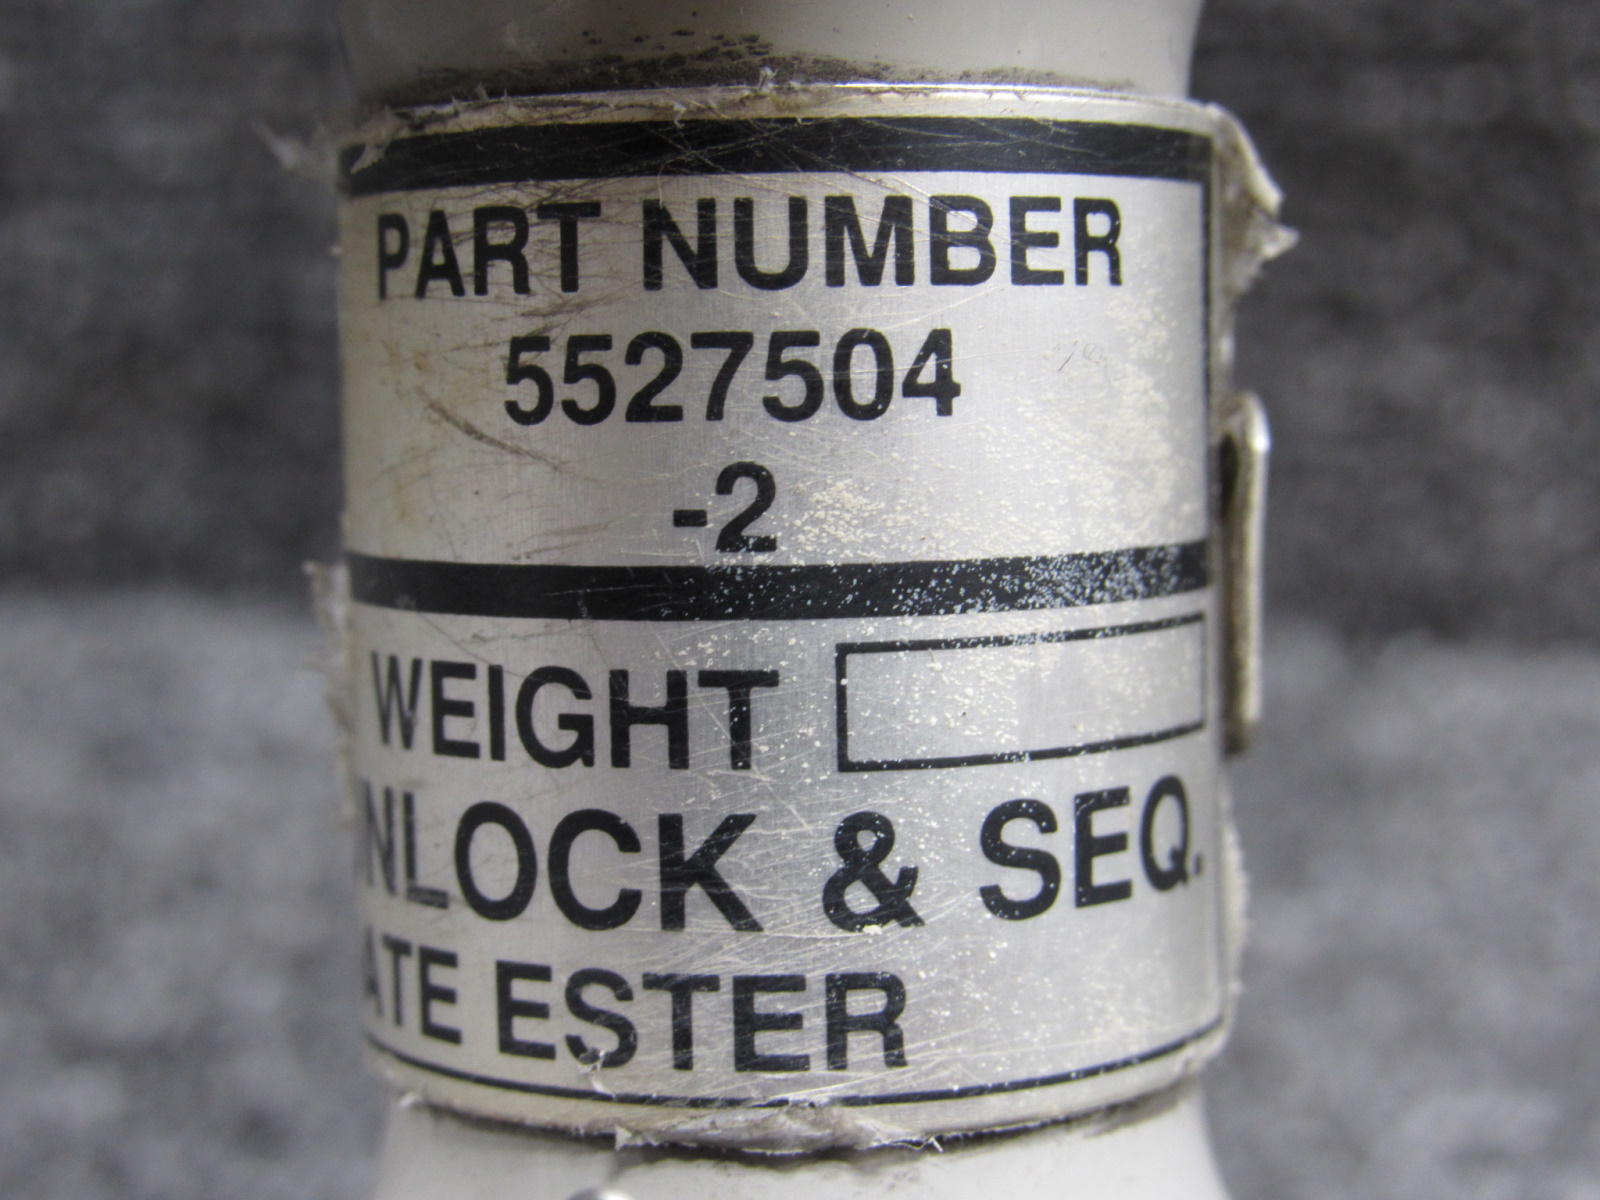 PART NUMBER
5527504
-2
WEIGHT
NLOCK & SEQ.
ATE ESTER